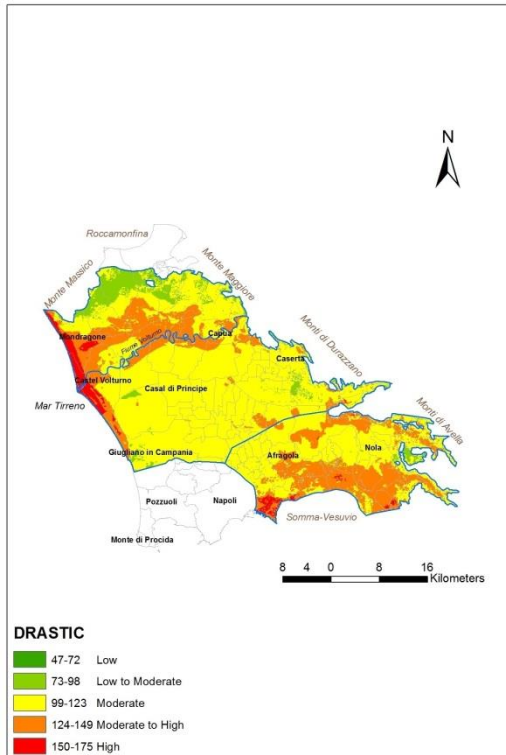 N
Roccamonfina
Monte Massico
Monte Maggiore
Mondragone
Fiume Volturno
Capua
Monti di Durazzano
Caserta
Castel Volturno
Casal di Principe
Mar Tirreno
Monti di Avella
Giugliano in Campania
Afragola
Nola
Pozzuoli
Napoli
Somma-Vesuvio
Monte di Procida
8 4 0 8 16
Kilometers
DRASTIC
47-72 Low
73-98 Low to Moderate
99-123 Moderate
124-149 Moderate to High
150-175 High